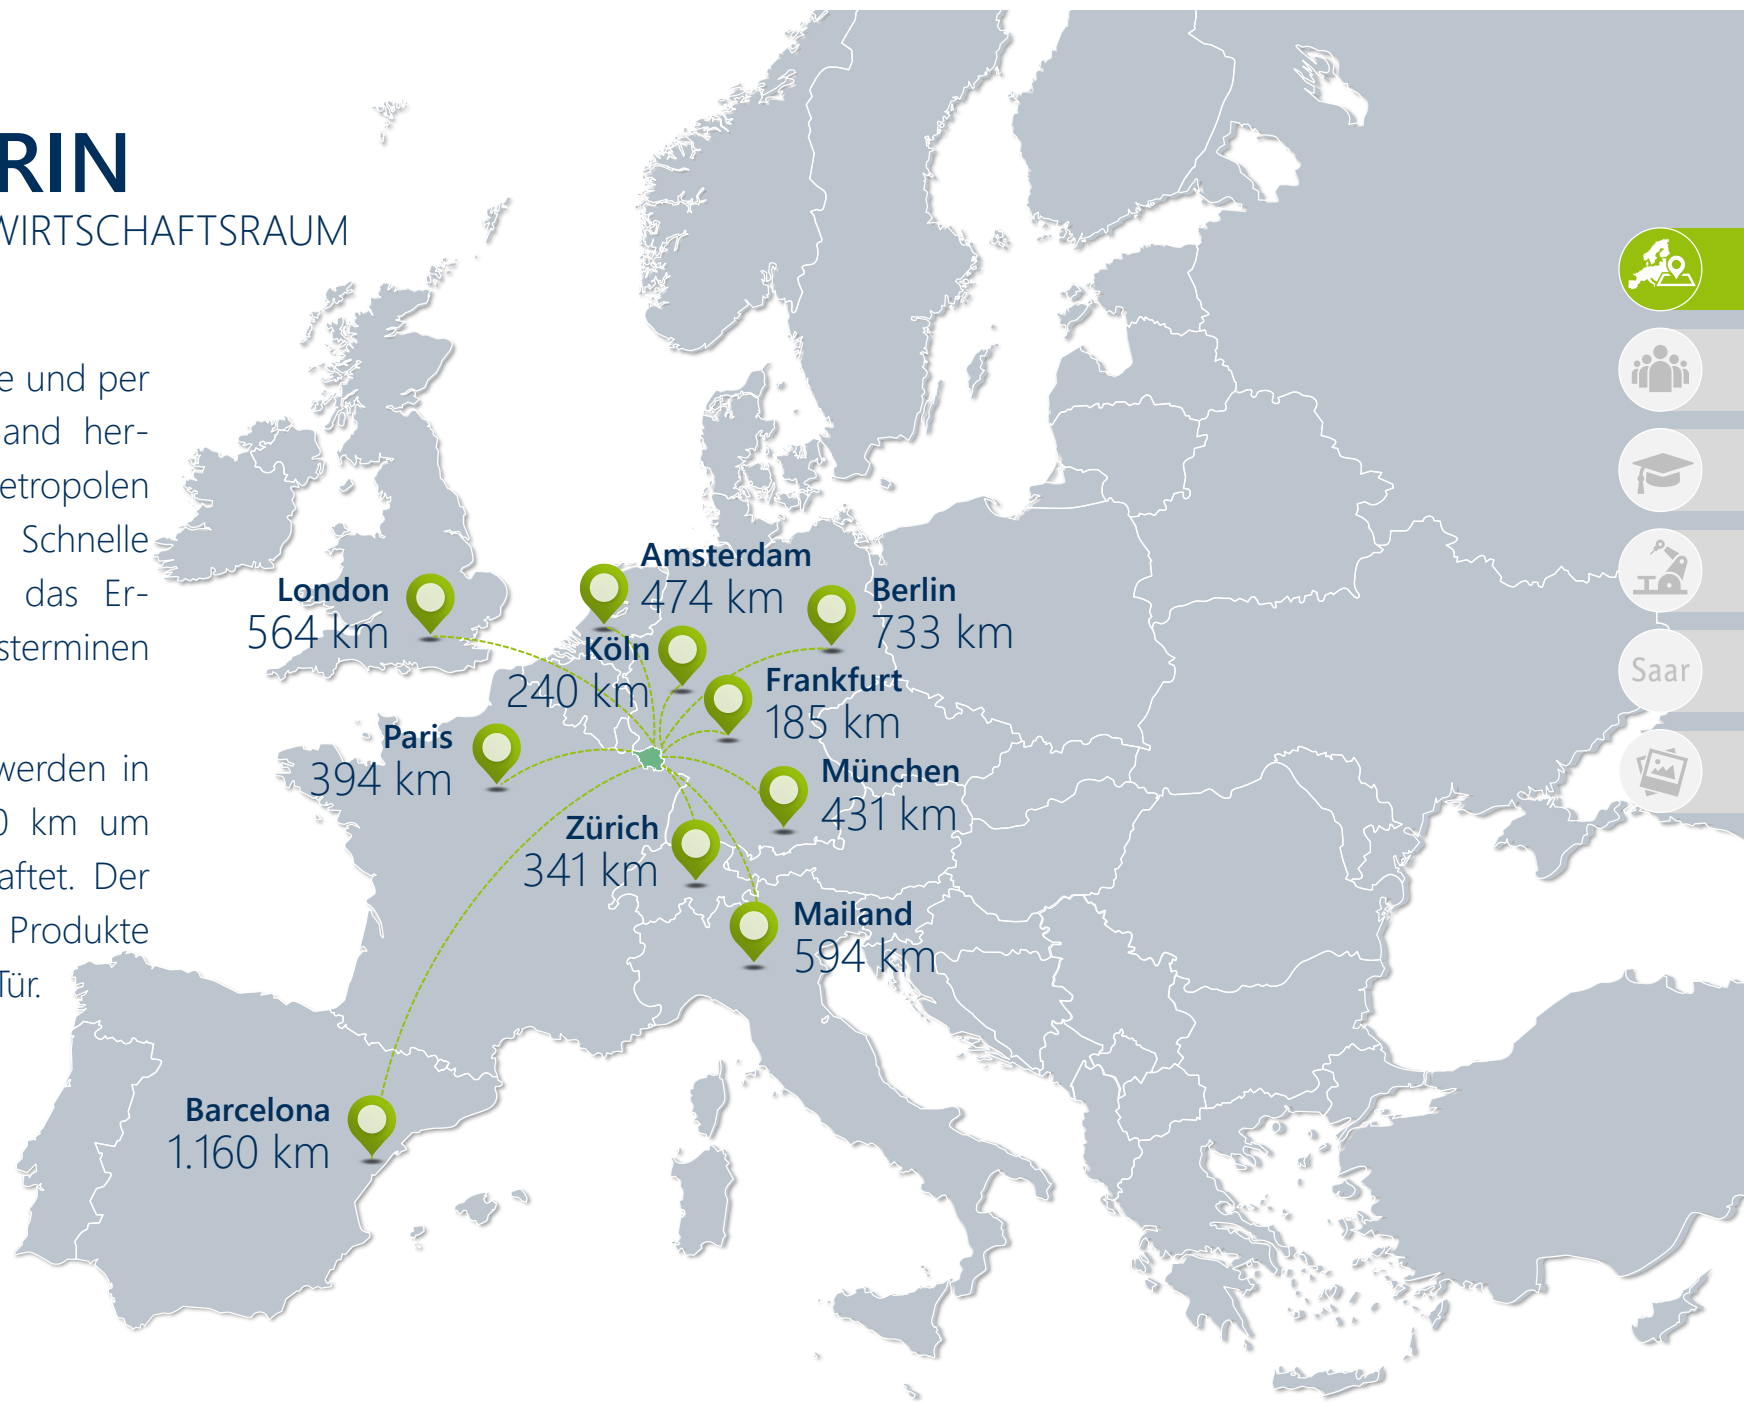 RIN
WIRTSCHAFTSRAUM
e und per
and her-
etropolen
Schnelle
das Er-
sterminen
werden in
0 km um
aftet. Der
Produkte
Tür.
London
564 km
Amsterdam
474 km
Berlin
733 km
Köln
240 km
Frankfurt
185 km
Paris
394 km
München
431 km
Zürich
341 km
Mailand
594 km
Barcelona
1.160 km
Saar